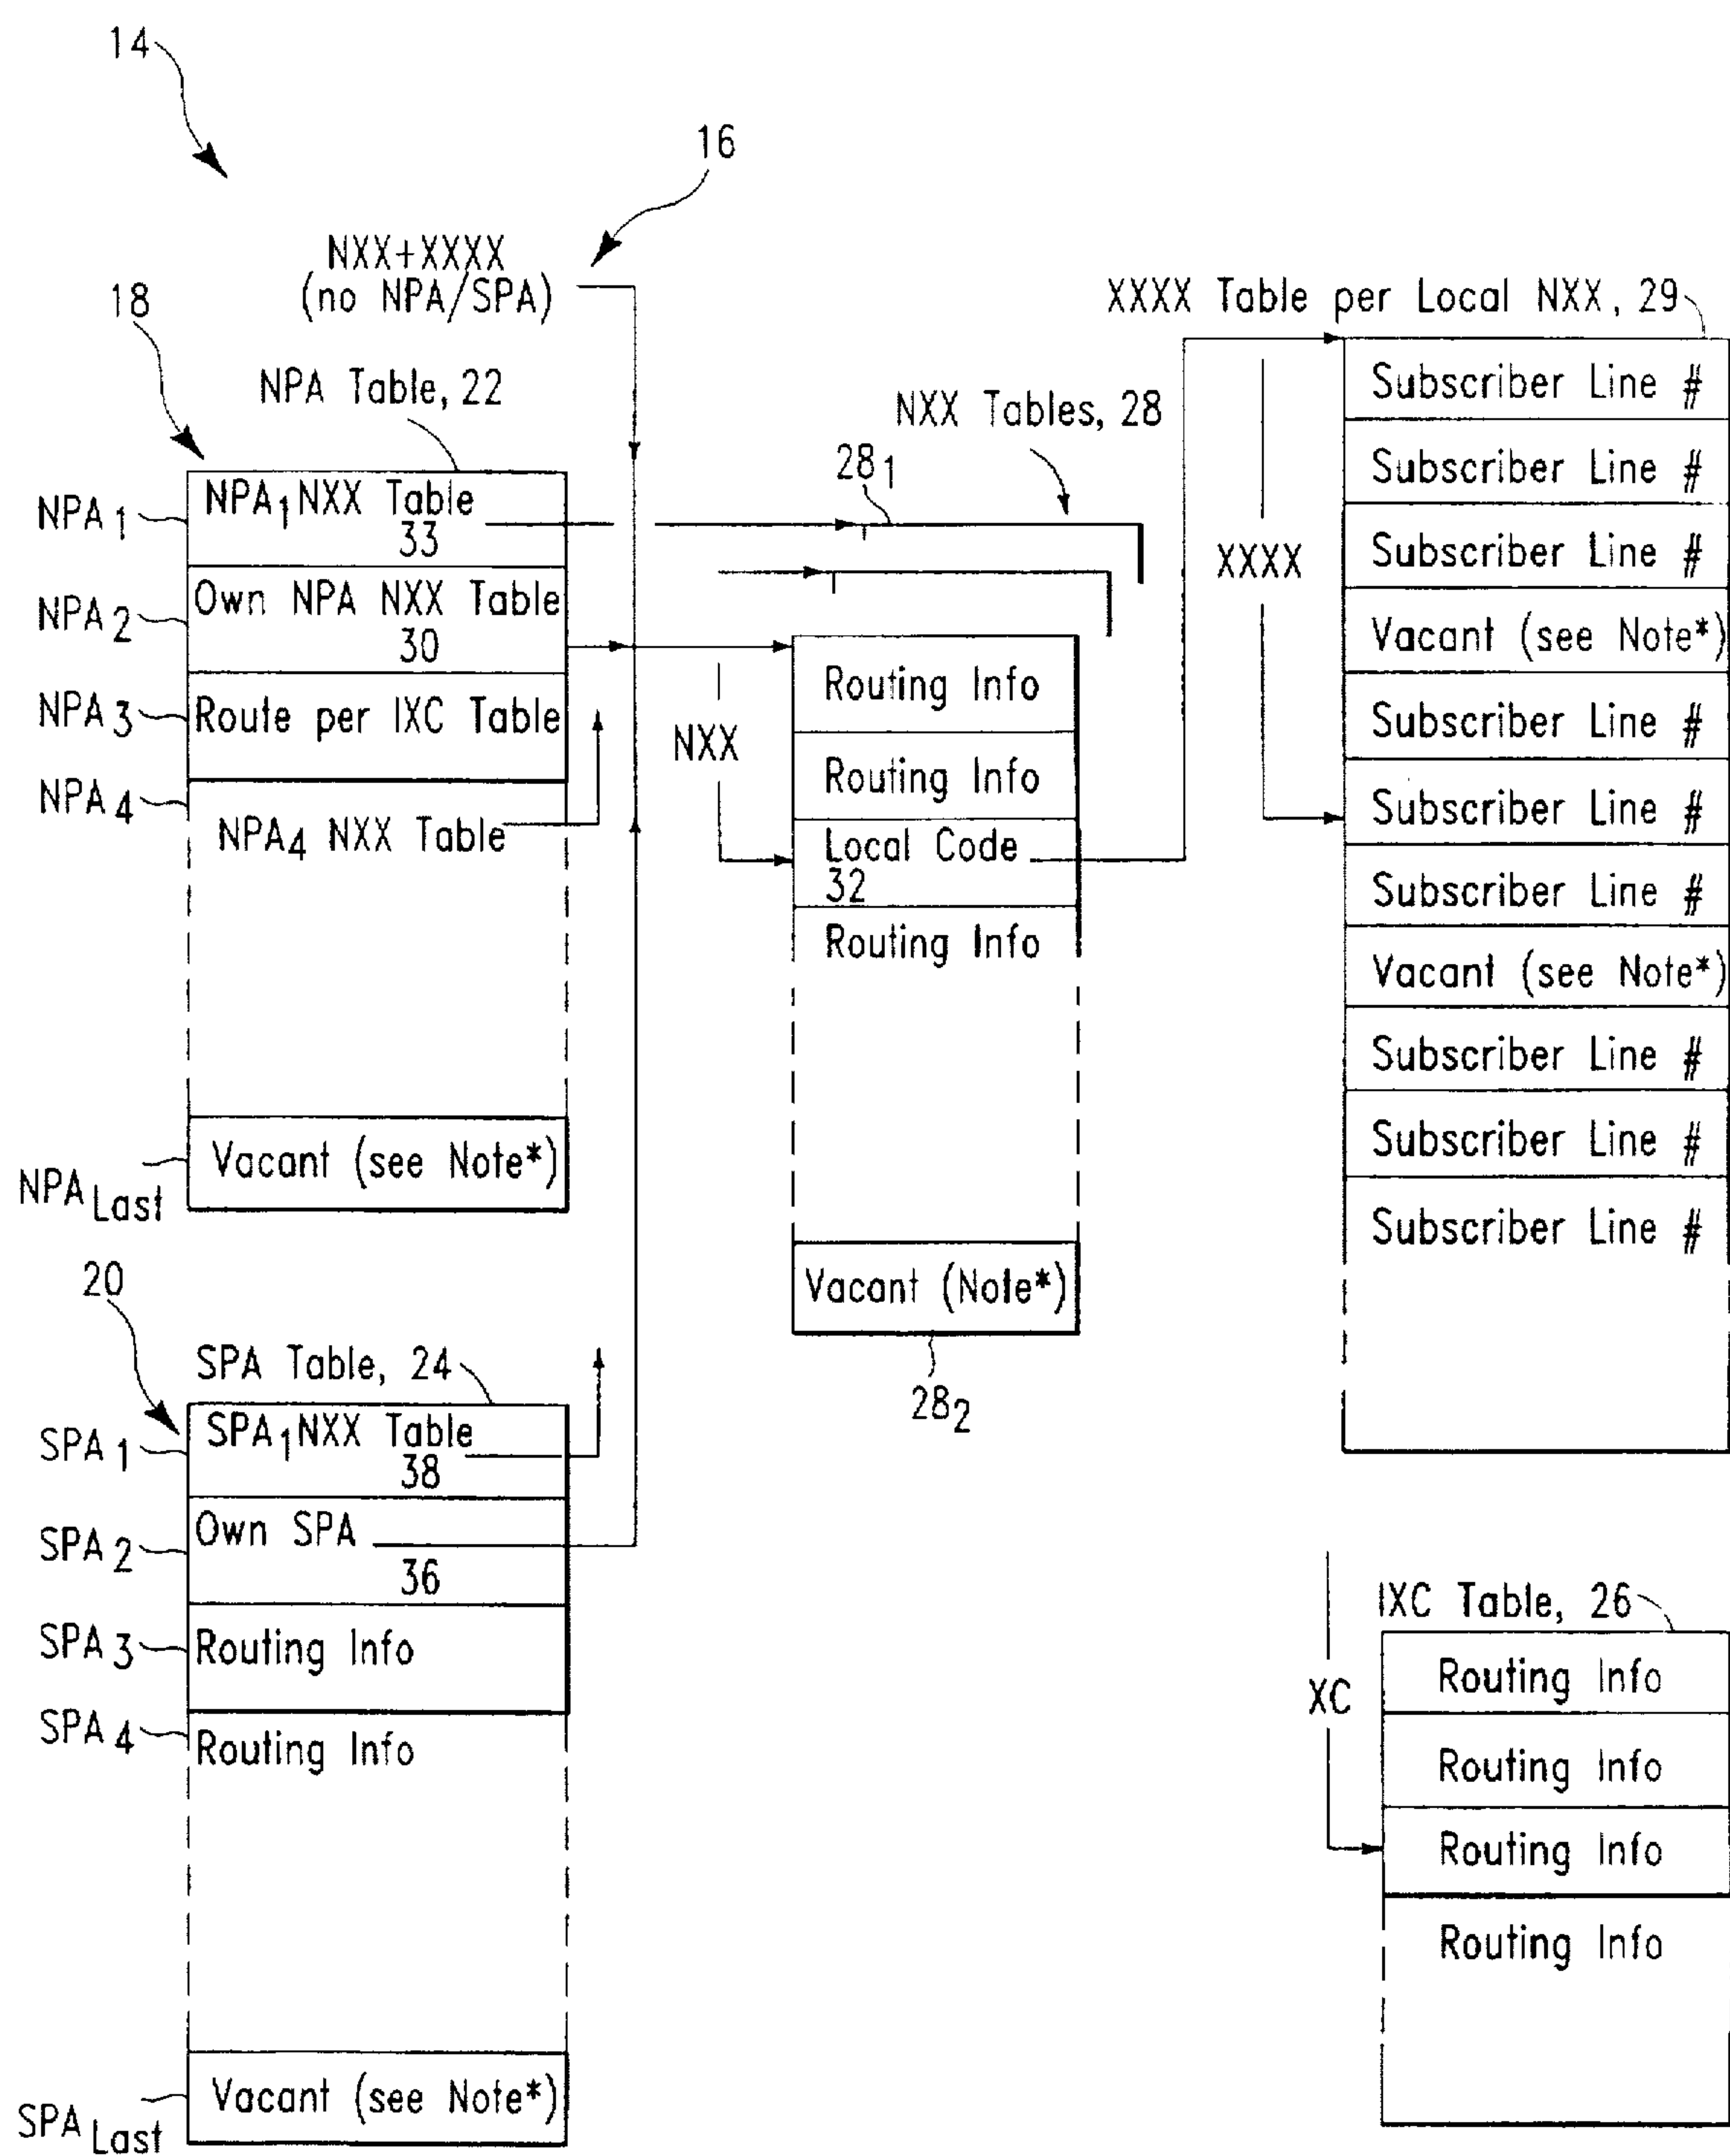 14
16
NXX+XXXX
(no NPA/SPA)
18
NPA Table, 22
NPA1
NPA1NXX Table
33
NPA2
Own NPA NXX Table
30
NPA3
Route per IXC Table
NPA4
NPA4 NXX Table
NPALast
Vacant (see Note*)
20
SPA Table, 24
SPA1
SPA1NXX Table
38
SPA2
Own SPA
36
SPA3
Routing Info
SPA4
Routing Info
SPALast
Vacant (see Note*)
NXX Tables, 28
281
NXX
Routing Info
Routing Info
Local Code
32
Routing Info
Vacant (Note*)
282
XXXX Table per Local NXX, 29
XXXX
Subscriber Line #
Subscriber Line #
Subscriber Line #
Vacant (see Note*)
Subscriber Line #
Subscriber Line #
Subscriber Line #
Vacant (see Note*)
Subscriber Line #
Subscriber Line #
Subscriber Line #
IXC Table, 26
XC
Routing Info
Routing Info
Routing Info
Routing Info